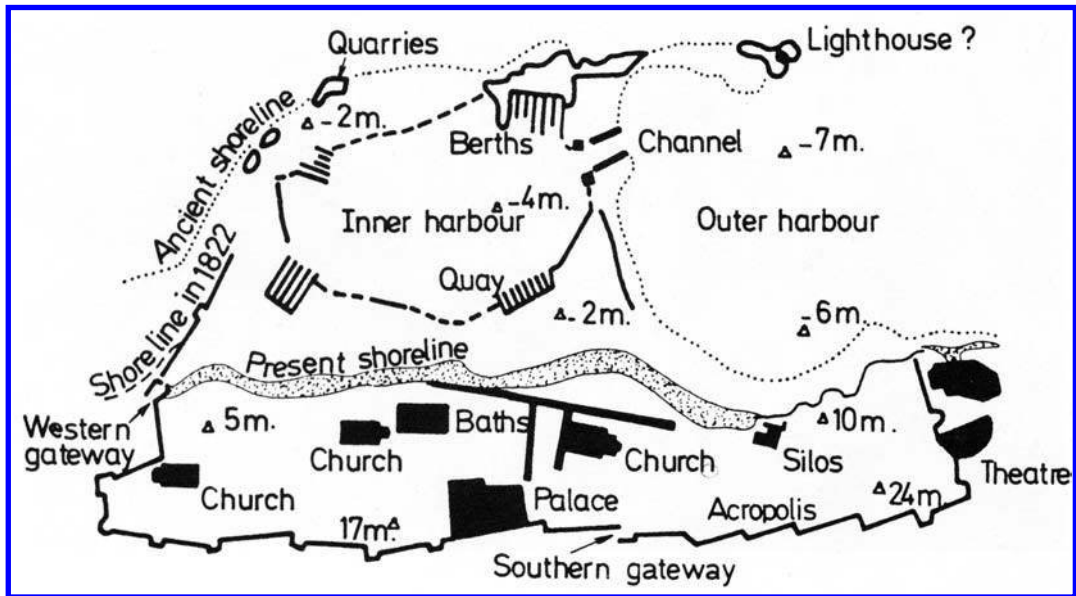 Quarries
Lighthouse ?
Ancient shoreline
-2m.
Berths
Channel
-7m.
-4m.
Inner harbour
Outer harbour
Shoreline in 1822
Quay
-2m.
-6m.
Present shoreline
Western
gateway
5m.
Baths
10m.
Church
Church
Silos
Theatre
Church
Palace
Acropolis
24m.
17m.
Southern gateway